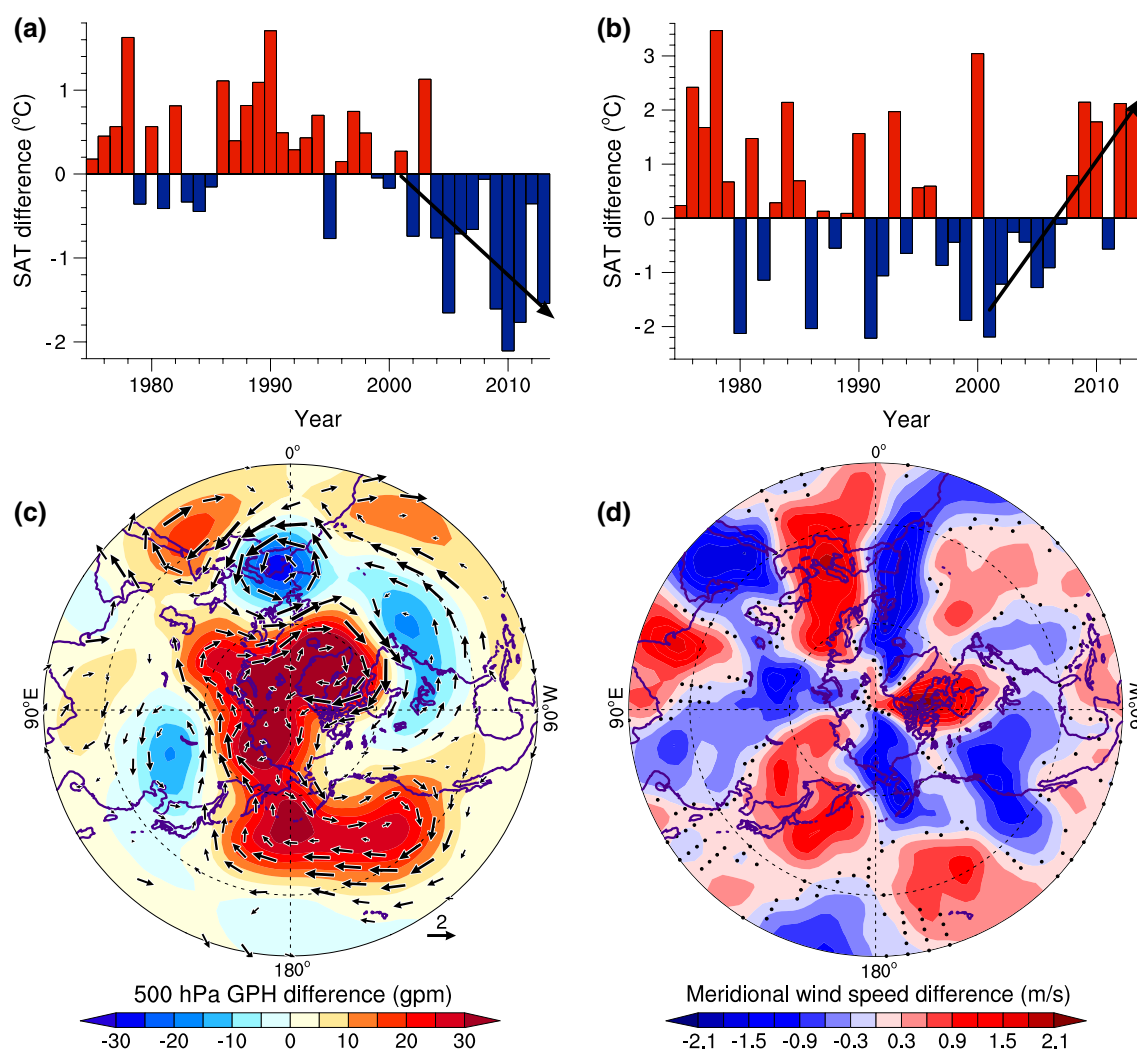 (a)
SAT difference (°C)
1
0
-1
-2
1980
1990
2000
2010
Year
(b)
SAT difference (°C)
3
2
1
0
-1
-2
1980
1990
2000
2010
Year
(c)
0°
90°E
90°W
180°
2
500 hPa GPH difference (gpm)
-30 -20 -10 0 10 20 30
(d)
0°
90°E
90°W
180°
Meridional wind speed difference (m/s)
-2.1 -1.5 -0.9 -0.3 0.3 0.9 1.5 2.1